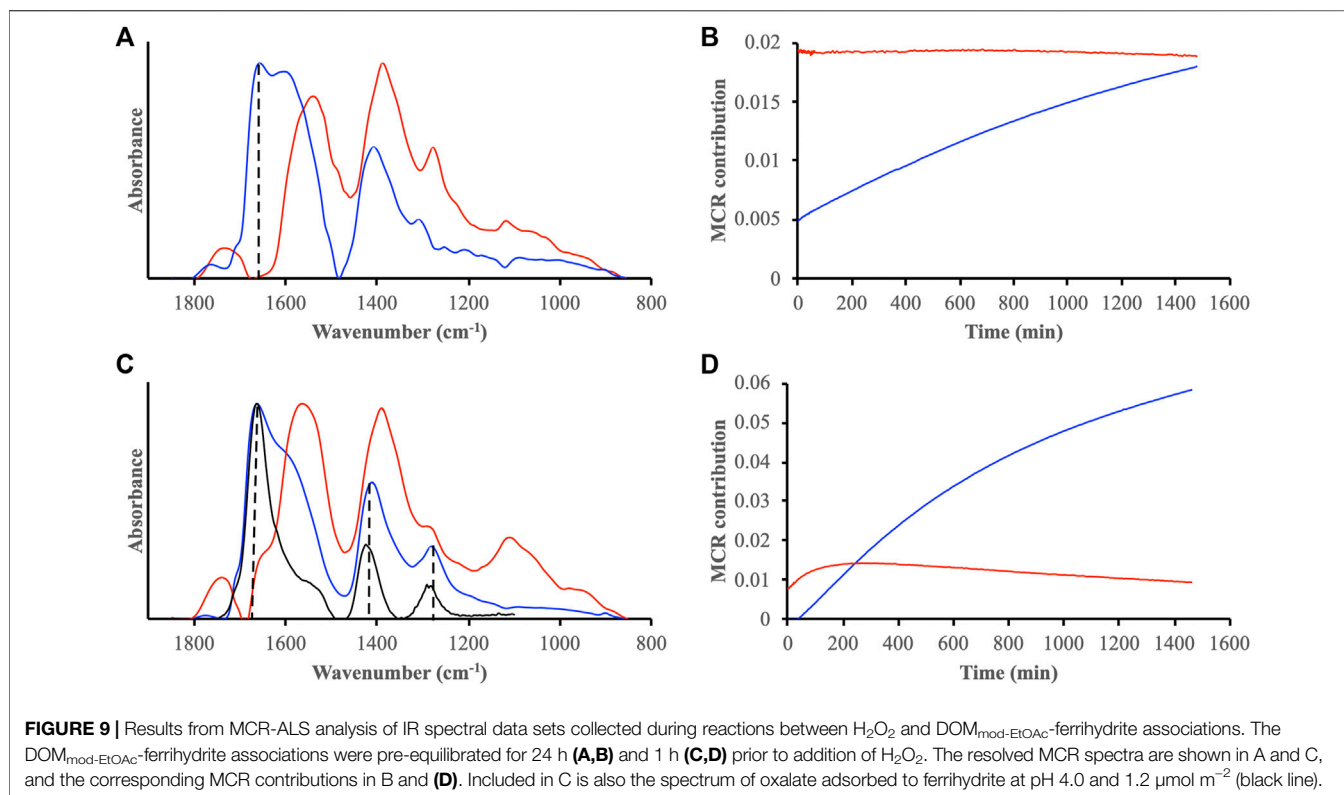 A
Absorbance
1800 1600 1400 1200 1000 800
Wavenumber (cm⁻¹)
B
MCR contribution
0.02
0.015
0.01
0.005
0
0 200 400 600 800 1000 1200 1400 1600
Time (min)
C
Absorbance
1800 1600 1400 1200 1000 800
Wavenumber (cm⁻¹)
D
MCR contribution
0.06
0.05
0.04
0.03
0.02
0.01
0
0 200 400 600 800 1000 1200 1400 1600
Time (min)
FIGURE 9 | Results from MCR-ALS analysis of IR spectral data sets collected during reactions between H₂O₂ and DOMmod-EtOAc-ferrihydrite associations. The
DOMmod-EtOAc-ferrihydrite associations were pre-equilibrated for 24 h (A,B) and 1 h (C,D) prior to addition of H₂O₂. The resolved MCR spectra are shown in A and C,
and the corresponding MCR contributions in B and (D). Included in C is also the spectrum of oxalate adsorbed to ferrihydrite at pH 4.0 and 1.2 μmol m⁻² (black line).